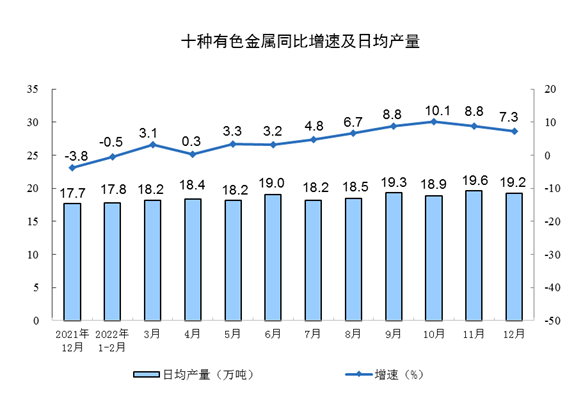 十种有色金属同比增速及日均产量
35 20
30 10
25 0
20 -10
15 -20
10 -30
5 -40
0 -50
-3.8 -0.5 3.1 0.3 3.3 3.2 4.8 6.7 8.8 10.1 8.8 7.3
17.7 17.8 18.2 18.4 18.2 19.0 18.2 18.5 19.3 18.9 19.6 19.2
2021年 2022年 3月 4月 5月 6月 7月 8月 9月 10月 11月 12月
12月 1-2月
日均产量（万吨） 增速（%）